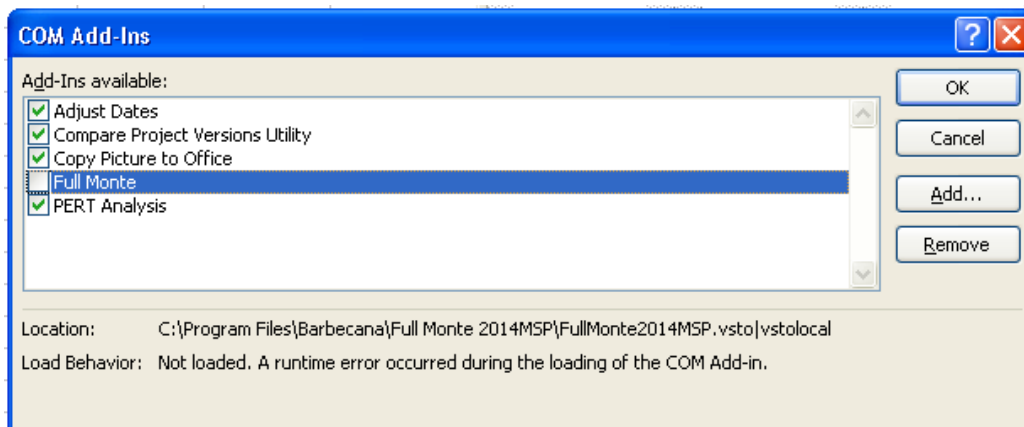 COM Add-Ins
Add-Ins available:
Adjust Dates
Compare Project Versions Utility
Copy Picture to Office
Full Monte
PERT Analysis
OK
Cancel
Add...
Remove
Location: C:\Program Files\Barbecana\Full Monte 2014MSP\FullMonte2014MSP.vsto|vstolocal
Load Behavior: Not loaded. A runtime error occurred during the loading of the COM Add-in.